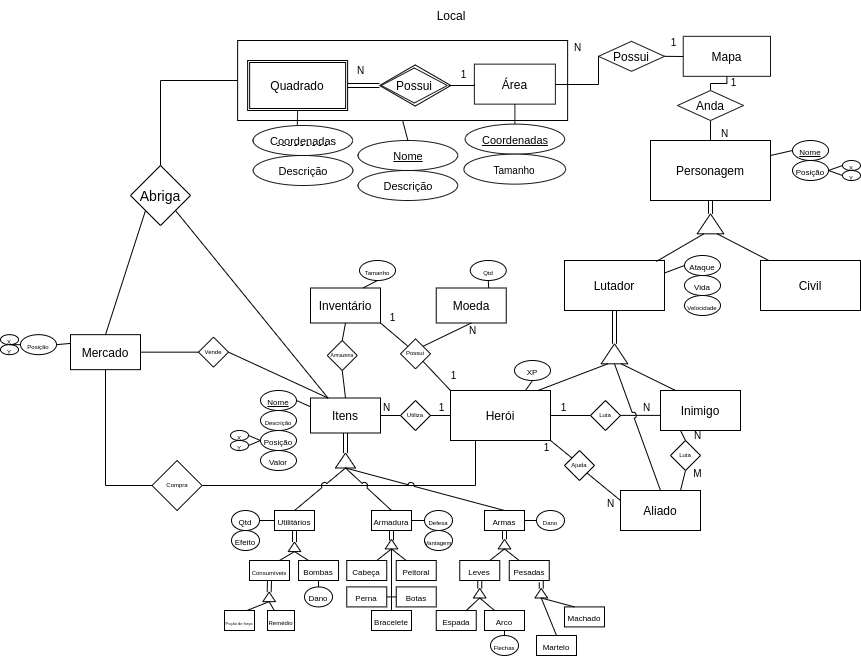 Local
N
Possui
1
Mapa
Quadrado
N
Possui
1
Área
1
Anda
N
Coordenadas
Descrição
Nome
Descrição
Coordenadas
Tamanho
Personagem
Nome
Posição
X
Y
Abriga
Lutador
Ataque
Vida
Velocidade
Civil
Tamanho
Qtd
Inventário
1
Moeda
N
X
Y
Posição
Mercado
Vende
Armazena
Possui
1
XP
Nome
Descrição
X
Y
Posição
Valor
Itens
N
Utiliza
1
Herói
1
Luta
N
Inimigo
N
Luta
M
1
Ajuda
N
Aliado
Compra
Qtd
Efeito
Utilitários
Armadura
Defesa
Vantagem
Armas
Dano
Consumíveis
Bombas
Dano
Cabeça
Peitoral
Perna
Botas
Bracelete
Leves
Pesadas
Poção de força
Remédio
Espada
Arco
Flechas
Machado
Martelo